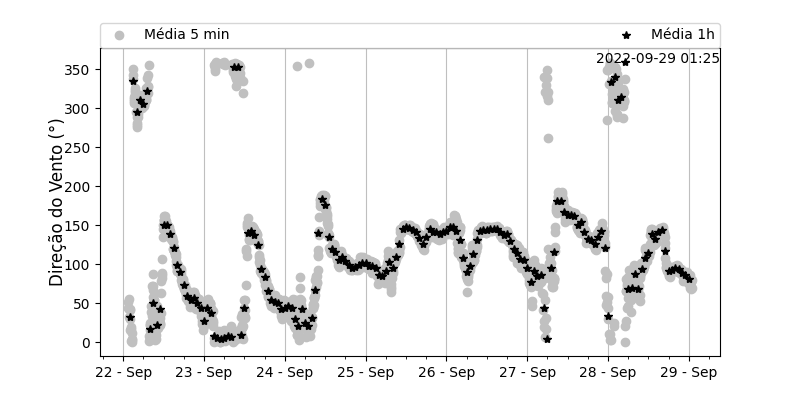 Média 5 min
Média 1h
2022-09-29 01:25
Direção do Vento (°)
350
300
250
200
150
100
50
0
22 - Sep
23 - Sep
24 - Sep
25 - Sep
26 - Sep
27 - Sep
28 - Sep
29 - Sep